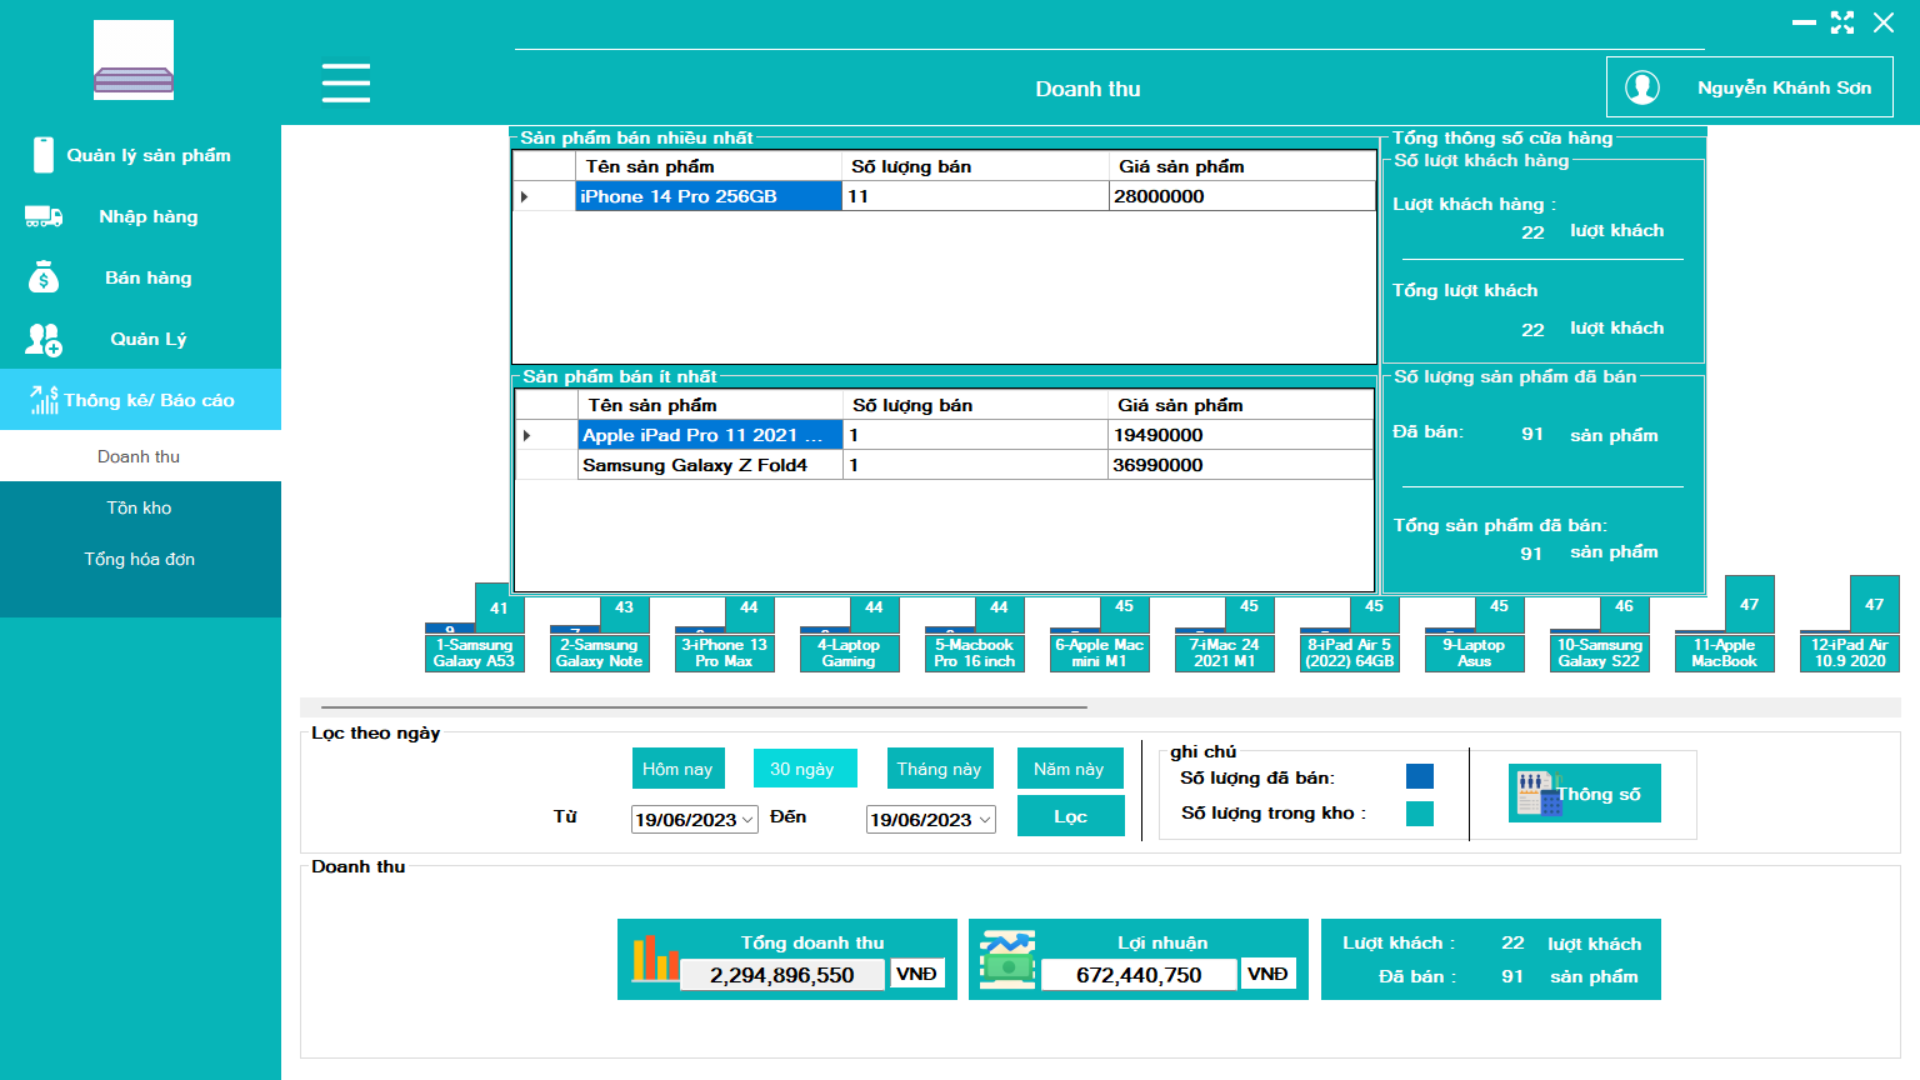 Doanh thu
Nguyễn Khánh Sơn
Quản lý sản phẩm
Nhập hàng
Bán hàng
Quản Lý
Thông kê/ Báo cáo
Doanh thu
Tồn kho
Tổng hóa đơn
Sản phẩm bán nhiều nhất
Tên sản phẩm Số lượng bán Giá sản phẩm
iPhone 14 Pro 256GB 11 28000000
Sản phẩm bán ít nhất
Tên sản phẩm Số lượng bán Giá sản phẩm
Apple iPad Pro 11 2021 ... 1 19490000
Samsung Galaxy Z Fold4 1 36990000
Tổng thông số cửa hàng
Số lượt khách hàng
Lượt khách hàng :
22 lượt khách
Tổng lượt khách
22 lượt khách
Số lượng sản phẩm đã bán
Đã bán: 91 sản phẩm
Tổng sản phẩm đã bán:
91 sản phẩm
41 43 44 44 44 45 45 45 45 46 47 47
1-Samsung Galaxy A53
2-Samsung Galaxy Note
3-iPhone 13 Pro Max
4-Laptop Gaming
5-Macbook Pro 16 inch
6-Apple Mac mini M1
7-iMac 24 2021 M1
8-iPad Air 5 (2022) 64GB
9-Laptop Asus
10-Samsung Galaxy S22
11-Apple MacBook
12-iPad Air 10.9 2020
Lọc theo ngày
Hôm nay 30 ngày Tháng này Năm này
Từ 19/06/2023 Đến 19/06/2023 Lọc
ghi chú
Số lượng đã bán:
Số lượng trong kho :
Thông số
Doanh thu
Tổng doanh thu
2,294,896,550 VNĐ
Lợi nhuận
672,440,750 VNĐ
Lượt khách : 22 lượt khách
Đã bán : 91 sản phẩm